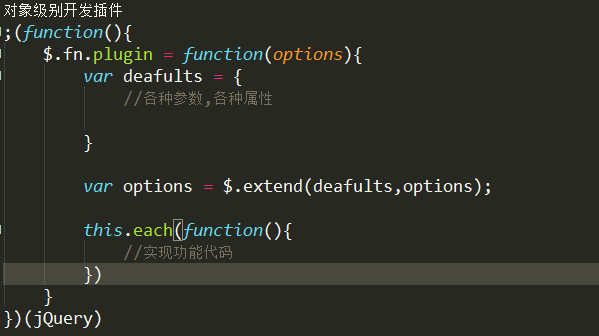 对象级别开发插件
;(function(){
$.fn.plugin = function(options){
var deafults = {
//各种参数,各种属性
}
var options = $.extend(deafults,options);
this.each(function(){
//实现功能代码
})
}
})(jQuery)